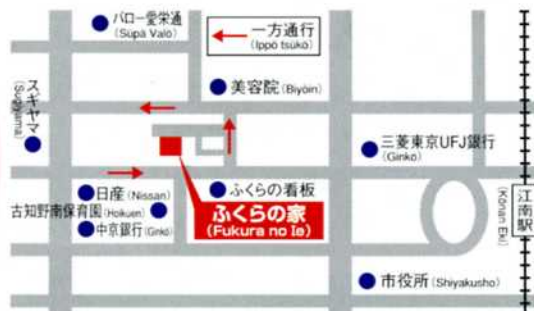 バロー愛栄通
(Sūpā Valō)
一方通行
(Ippō tsūkō)
スギヤマ
(Sugiyama)
美容院 (Biyōin)
三菱東京UFJ銀行
(Ginkō)
日産 (Nissan)
古知野南保育園 (Hoikuen)
中京銀行 (Ginkō)
ふくらの看板
ふくらの家
(Fukura no Ie)
江南駅
(Kōnan Eki)
市役所 (Shiyakusho)